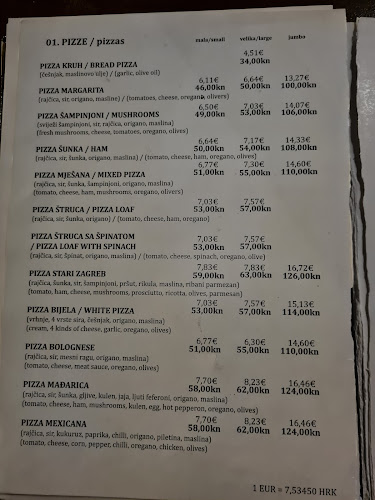 01. PIZZE / pizzas mala/small velika/large jumbo
4,51€
PIZZA KRUH / BREAD PIZZA 34,00kn
(češnjak, maslinovo ulje) / (garlic, olive oil)
6,11€ 6,64€ 13,27€
PIZZA MARGARITA 46,00kn 50,00kn 100,00kn
(rajčica, sir, origano, maslina) / (tomatoes, cheese, oregano, olivers)
6,50€ 7,03€ 14,07€
PIZZA ŠAMPINJONI / MUSHROOMS 49,00kn 53,00kn 106,00kn
(svježi šampinjoni, sir, rajčica, origano, maslina)
(fresh mushrooms, cheese, tomatoes, oregano, olives)
6,64€ 7,17€ 14,33€
PIZZA ŠUNKA / HAM 50,00kn 54,00kn 108,00kn
(rajčica, sir, šunka, origano, maslina) / (tomato, cheese, ham, oregano, olivers)
6,77€ 7,30€ 14,60€
PIZZA MJEŠANA / MIXED PIZZA 51,00kn 55,00kn 110,00kn
(rajčica, sir, šunka, šampinjoni, origano, maslina)
(tomato, cheese, ham, mushrooms, oregano, olivers)
7,03€ 7,57€
PIZZA ŠTRUCA / PIZZA LOAF 53,00kn 57,00kn
(rajčica, sir, šunka, origano) / (tomato, cheese, ham, oregano)
PIZZA ŠTRUCA SA ŠPINATOM 7,03€ 7,57€
/ PIZZA LOAF WITH SPINACH 53,00kn 57,00kn
(rajčica, sir, špinat, origano, maslina) / (tomato, cheese, spinach, oregano, olive)
7,83€ 7,83€ 16,72€
PIZZA STARI ZAGREB 59,00kn 63,00kn 126,00kn
(rajčica, šunka, sir, šampinjoni, pršut, rikula, maslina, ribani parmezan)
(tomato, ham, cheese, mushrooms, prosciutto, ricotta, olives, parmesan)
7,03€ 7,57€ 15,13€
PIZZA BIJELA / WHITE PIZZA 53,00kn 57,00kn 114,00kn
(vrhnje, 4 vrste sira, češnjak, origano, maslina)
(cream, 4 kinds of cheese, garlic, oregano, olives)
6,77€ 6,30€ 14,60€
PIZZA BOLOGNESE 51,00kn 55,00kn 110,00kn
(rajčica, sir, mesni ragu, origano, maslina)
(tomato, cheese, meat sauce, oregano, olives)
7,70€ 8,23€ 16,46€
PIZZA MAĐARICA 58,00kn 62,00kn 124,00kn
(rajčica, sir, šunka, gljive, kulen, jaja, ljuti feferoni, origano, maslina)
(tomato, cheese, ham, mushrooms, kulen, egg, hot pepperon, oregano, olives)
7,70€ 8,23€ 16,46€
PIZZA MEXICANA 58,00kn 62,00kn 124,00kn
(rajčica, sir, kukuruz, paprika, chilli, origano, piletina, maslina)
(tomato, cheese, corn, pepper, chilli, oregano, chicken, olives)
1 EUR = 7,53450 HRK